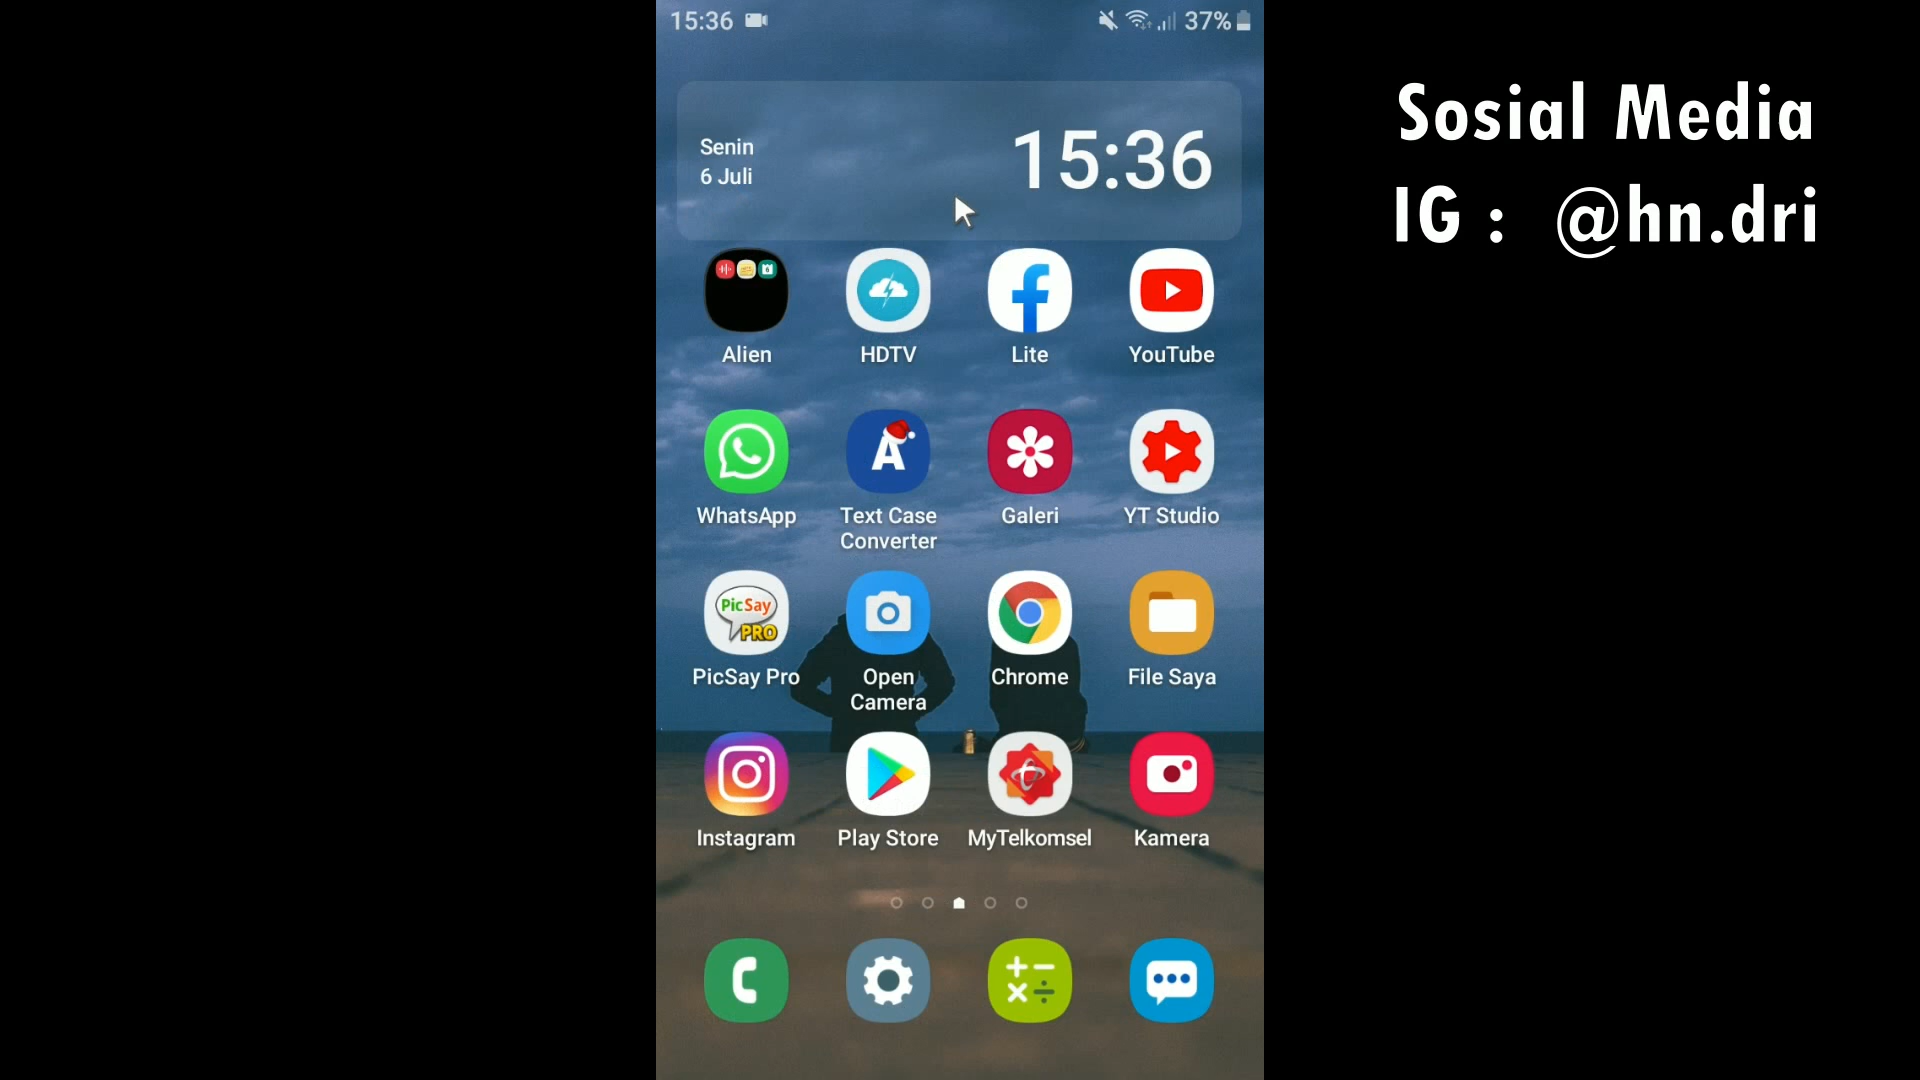 15:36
37%
Sosial Media
IG : @hn.dri
Senin
6 Juli
15:36
Alien
HDTV
Lite
YouTube
WhatsApp
Text Case
Converter
Galeri
YT Studio
PicSay
PRO
PicSay Pro
Open
Camera
Chrome
File Saya
Instagram
Play Store
MyTelkomsel
Kamera